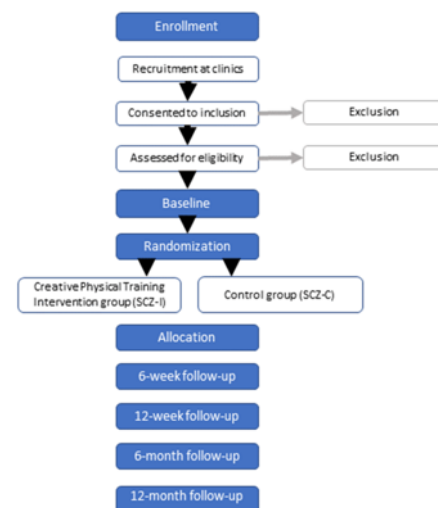 Enrollment
Recruitment at clinics
Consented to inclusion
Exclusion
Assessed for eligibility
Exclusion
Baseline
Randomization
Creative Physical Training
Intervention group (SCZ-I)
Control group (SCZ-C)
Allocation
6-week follow-up
12-week follow-up
6-month follow-up
12-month follow-up